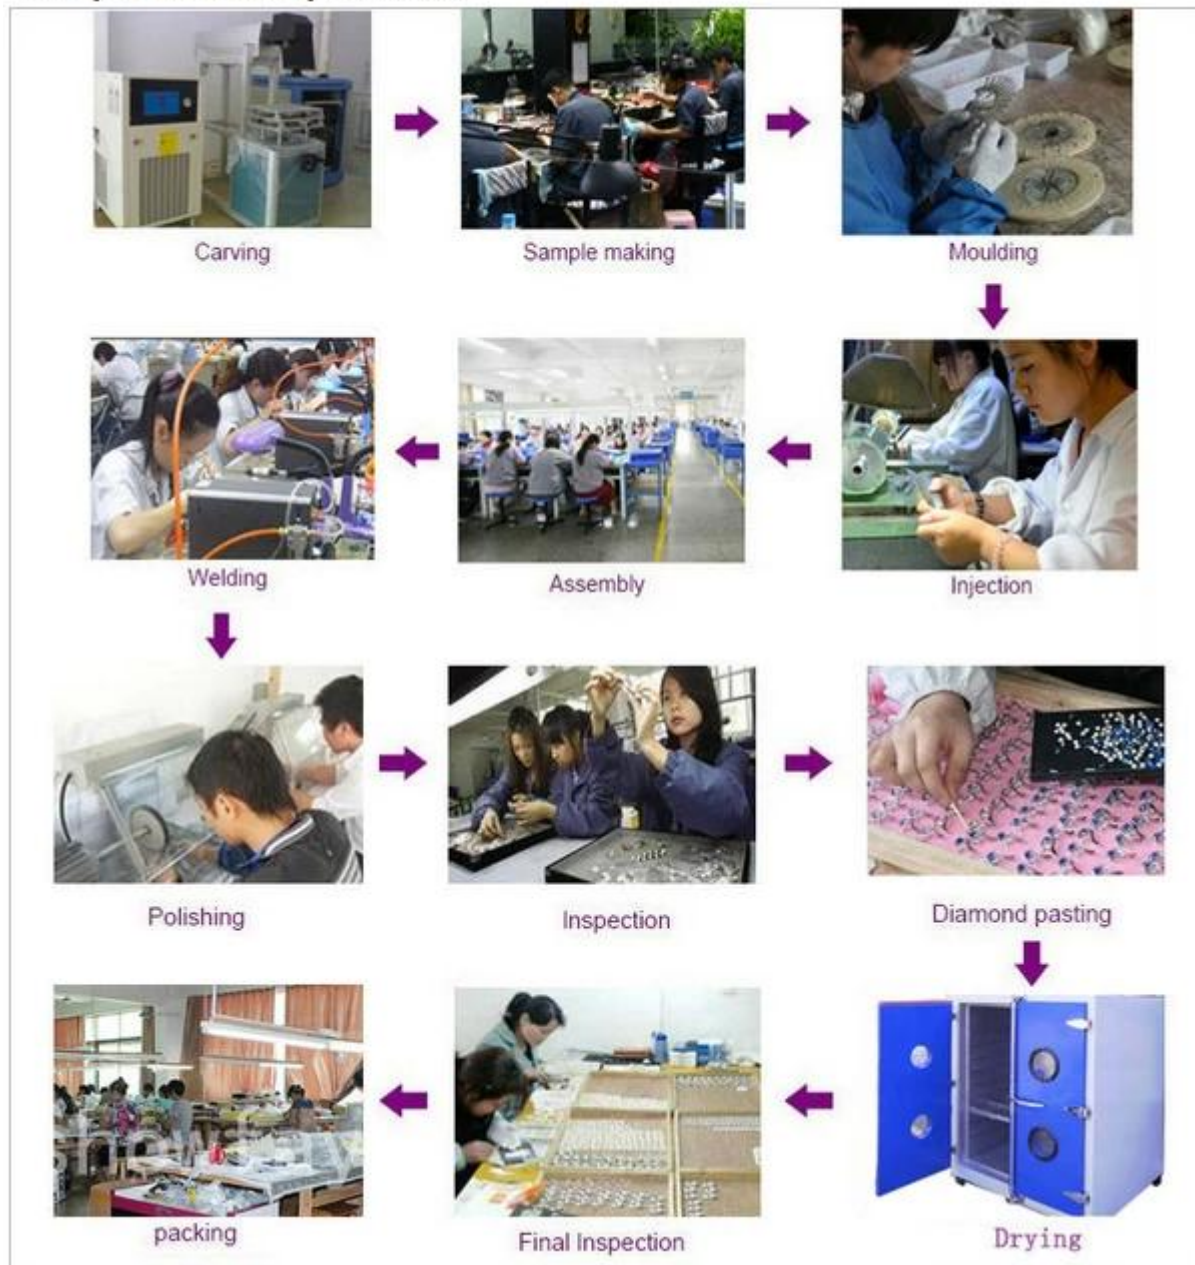 Carving
Sample making
Moulding
Injection
Assembly
Welding
Polishing
Inspection
Diamond pasting
Drying
Final Inspection
packing